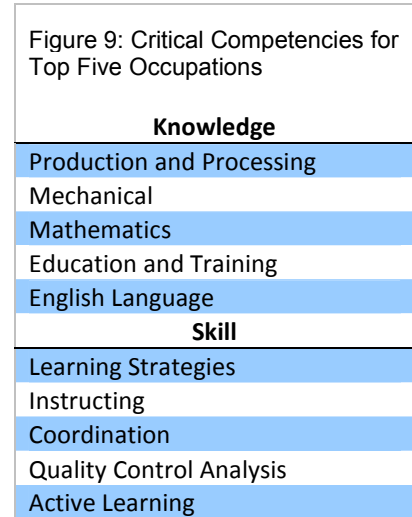 Figure 9: Critical Competencies for
Top Five Occupations
Knowledge
Production and Processing
Mechanical
Mathematics
Education and Training
English Language
Skill
Learning Strategies
Instructing
Coordination
Quality Control Analysis
Active Learning